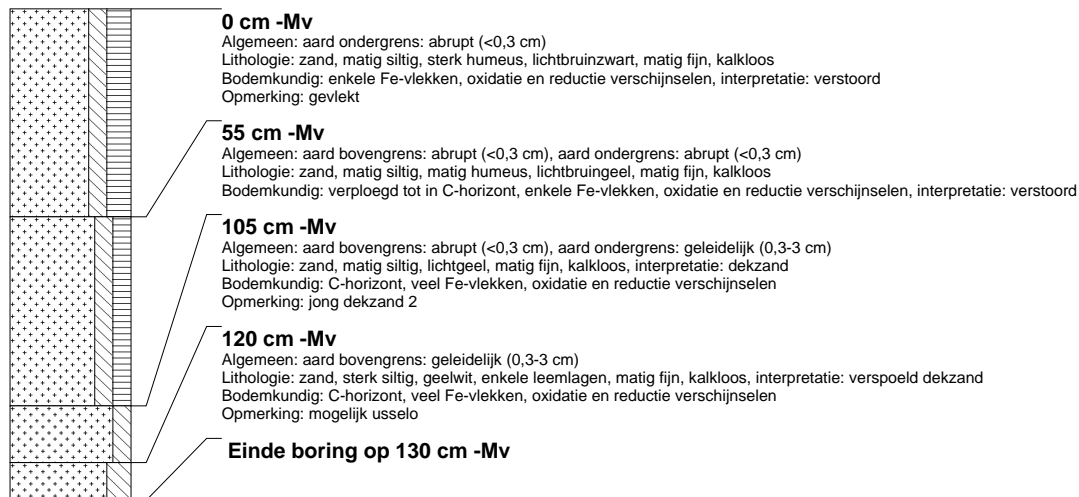 0 cm -Mv
Algemeen: aard ondergrens: abrupt (<0,3 cm)
Lithologie: zand, matig siltig, sterk humeus, lichtbruinzwart, matig fijn, kalkloos
Bodemkundig: enkele Fe-vlekken, oxidatie en reductie verschijnselen, interpretatie: verstoord
Opmerking: gevlekt
55 cm -Mv
Algemeen: aard bovengrens: abrupt (<0,3 cm), aard ondergrens: abrupt (<0,3 cm)
Lithologie: zand, matig siltig, matig humeus, lichtbruingeel, matig fijn, kalkloos
Bodemkundig: verploegd tot in C-horizont, enkele Fe-vlekken, oxidatie en reductie verschijnselen, interpretatie: verstoord
105 cm -Mv
Algemeen: aard bovengrens: abrupt (<0,3 cm), aard ondergrens: geleidelijk (0,3-3 cm)
Lithologie: zand, matig siltig, lichtgeel, matig fijn, kalkloos, interpretatie: dekzand
Bodemkundig: C-horizont, veel Fe-vlekken, oxidatie en reductie verschijnselen
Opmerking: jong dekzand 2
120 cm -Mv
Algemeen: aard bovengrens: geleidelijk (0,3-3 cm)
Lithologie: zand, sterk siltig, geelwit, enkele leemlagen, matig fijn, kalkloos, interpretatie: verspoeld dekzand
Bodemkundig: C-horizont, veel Fe-vlekken, oxidatie en reductie verschijnselen
Opmerking: mogelijk usselo
Einde boring op 130 cm -Mv